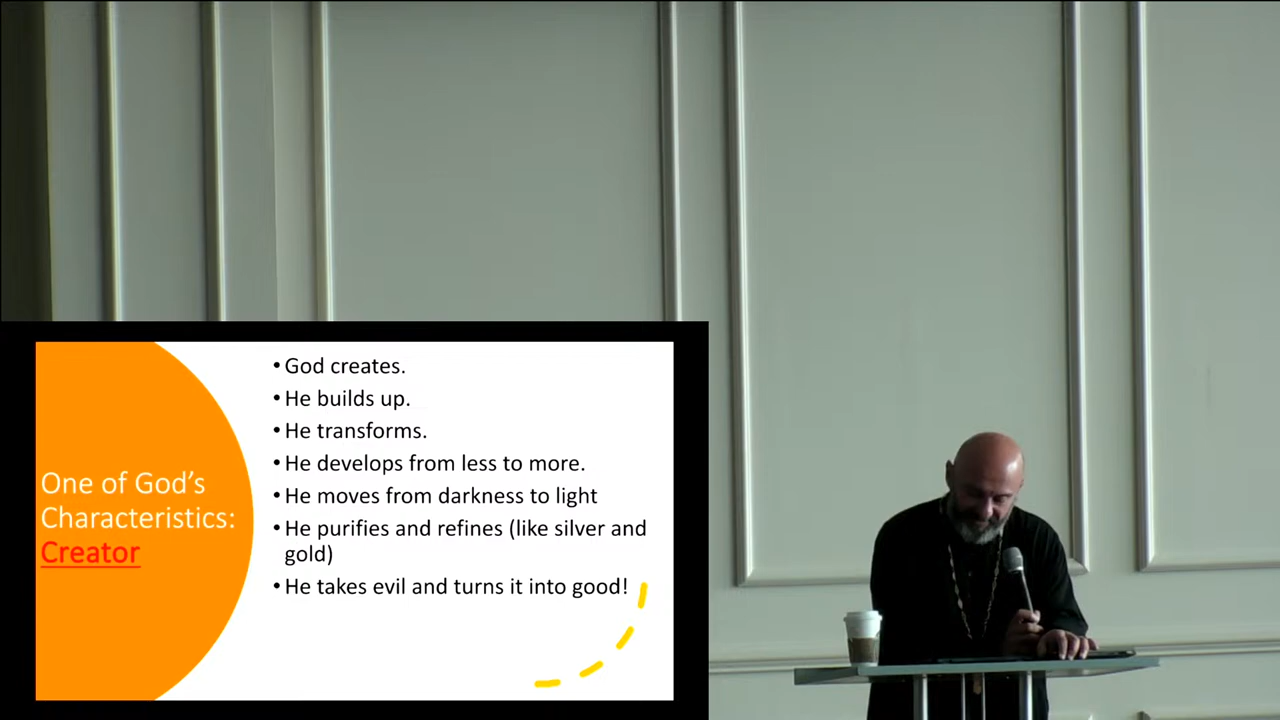 One of God's
Characteristics:
Creator
• God creates.
• He builds up.
• He transforms.
• He develops from less to more.
• He moves from darkness to light
• He purifies and refines (like silver and
gold)
• He takes evil and turns it into good!